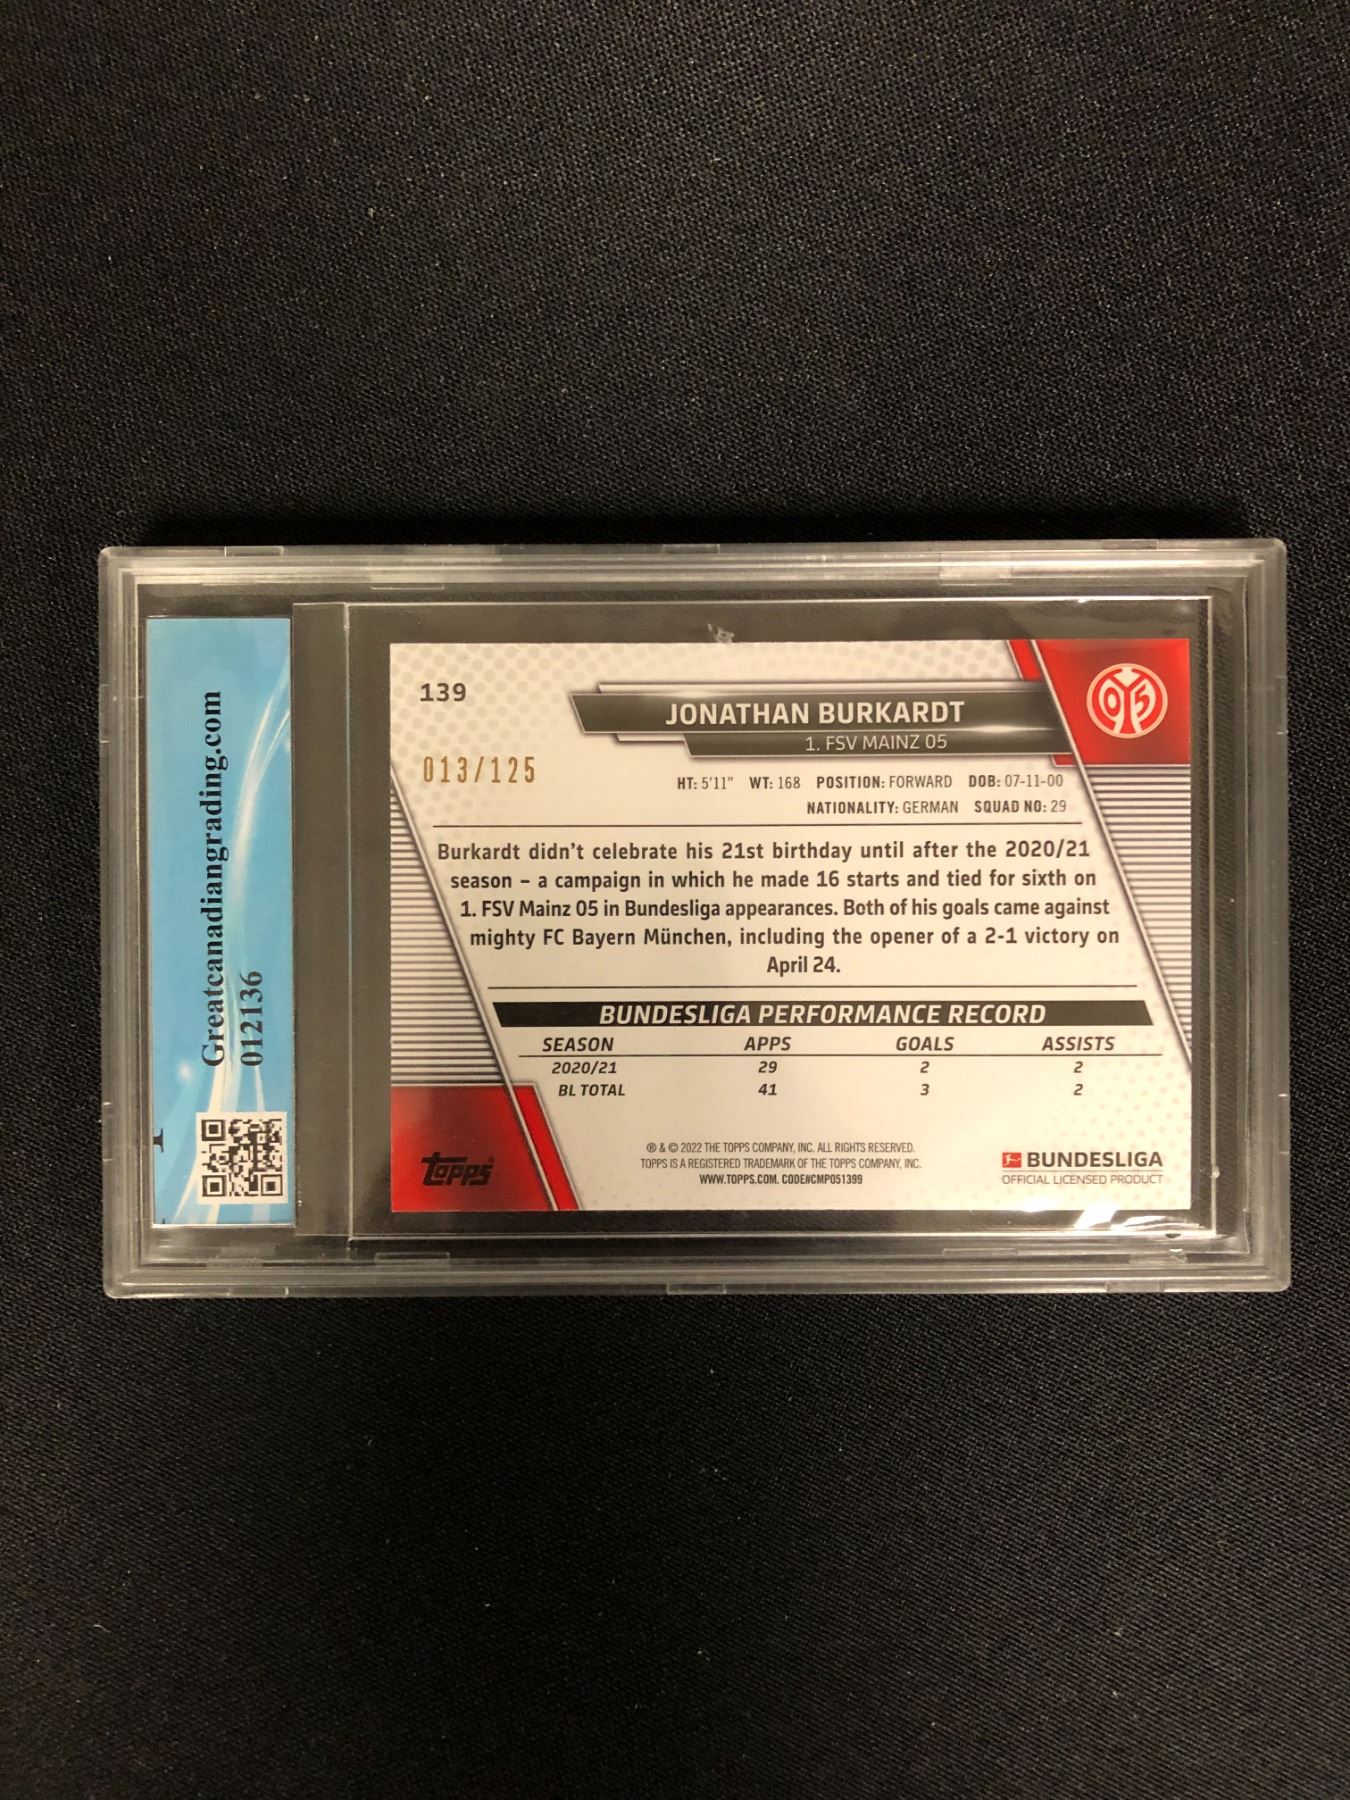 Greatcanadiangrading.com
012136
139
JONATHAN BURKARDT
1. FSV MAINZ 05
013/125
HT: 5'11" WT: 168 POSITION: FORWARD DOB: 07-11-00
NATIONALITY: GERMAN SQUAD NO: 29
Burkardt didn't celebrate his 21st birthday until after the 2020/21
season – a campaign in which he made 16 starts and tied for sixth on
1. FSV Mainz 05 in Bundesliga appearances. Both of his goals came against
mighty FC Bayern München, including the opener of a 2-1 victory on
April 24.
BUNDESLIGA PERFORMANCE RECORD
SEASON APPS GOALS ASSISTS
2020/21 29 2 2
BL TOTAL 41 3 2
® & © 2022 THE TOPPS COMPANY, INC. ALL RIGHTS RESERVED.
TOPPS IS A REGISTERED TRADEMARK OF THE TOPPS COMPANY, INC.
WWW.TOPPS.COM. CODE#CMP051399
topps®
BUNDESLIGA
OFFICIAL LICENSED PRODUCT